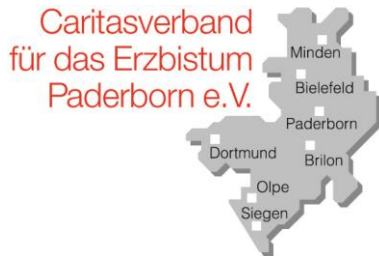 Caritasverband
für das Erzbistum
Paderborn e.V.
Minden
Bielefeld
Paderborn
Dortmund
Brilon
Olpe
Siegen